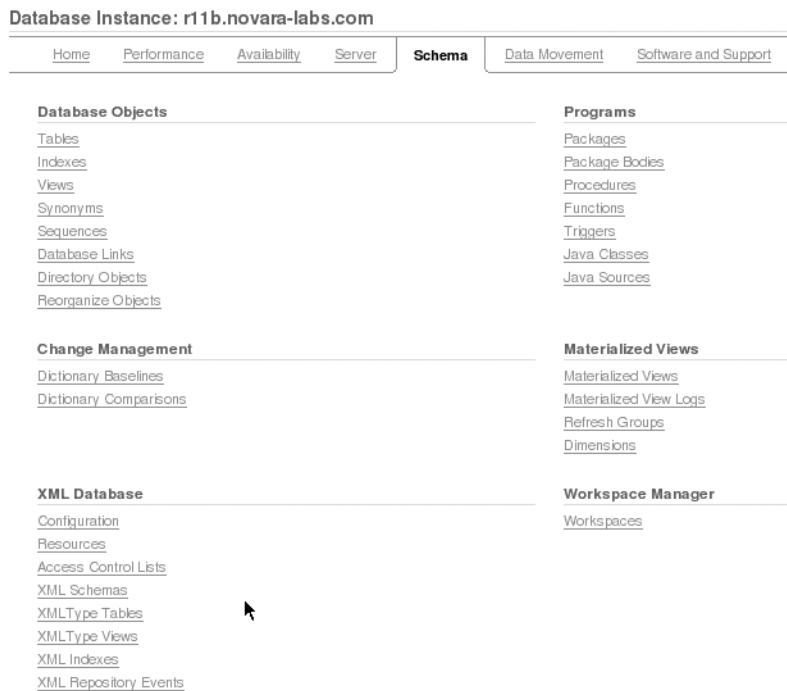 Database Instance: r11b.novara-labs.com
Home Performance Availability Server Schema Data Movement Software and Support
Database Objects
Tables
Indexes
Views
Synonyms
Sequences
Database Links
Directory Objects
Reorganize Objects
Programs
Packages
Package Bodies
Procedures
Functions
Triggers
Java Classes
Java Sources
Change Management
Dictionary Baselines
Dictionary Comparisons
Materialized Views
Materialized Views
Materialized View Logs
Refresh Groups
Dimensions
XML Database
Configuration
Resources
Access Control Lists
XML Schemas
XMLType Tables
XMLType Views
XML Indexes
XML Repository Events
Workspace Manager
Workspaces